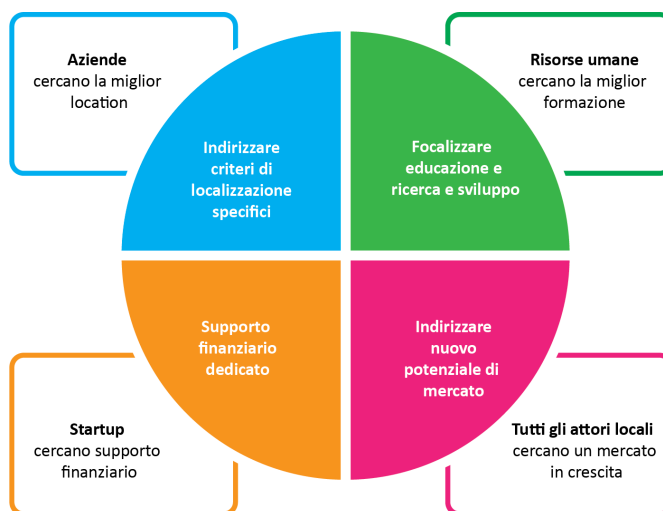 Aziende
cercano la miglior
location
Risorse umane
cercano la miglior
formazione
Indirizzare
criteri di
localizzazione
specifici
Focalizzare
educazione e
ricerca e sviluppo
Supporto
finanziario
dedicato
Indirizzare
nuovo
potenziale di
mercato
Startup
cercano supporto
finanziario
Tutti gli attori locali
cercano un mercato
in crescita